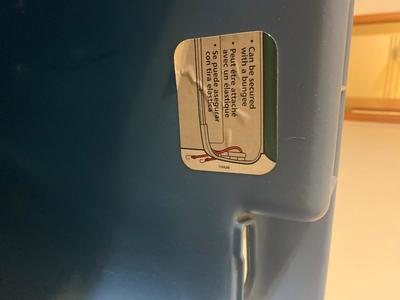 • Can be secured
with a bungee
• Peut être attaché
avec un élastique
• Se puede asegurar
con tira elástica